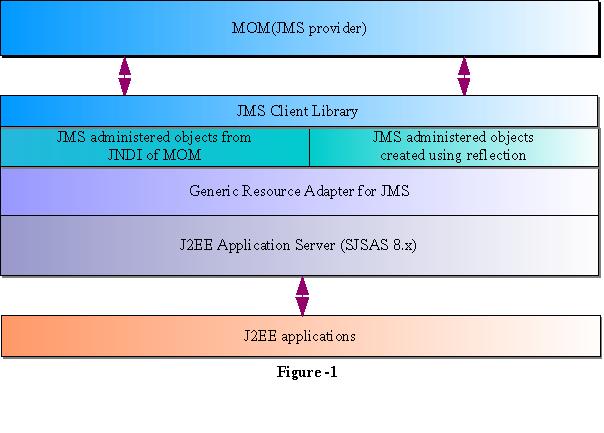 MOM(JMS provider)
JMS Client Library
JMS administered objects from
JNDI of MOM
JMS administered objects
created using reflection
Generic Resource Adapter for JMS
J2EE Application Server (SJSAS 8.x)
J2EE applications
Figure -1